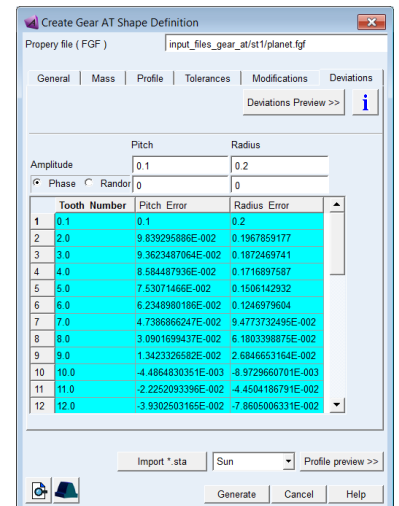 Create Gear AT Shape Definition
Propery file ( FGF ) input_files_gear_at/st1/planet.fgf
General Mass Profile Tolerances Modifications Deviations
Deviations Preview >> i
Pitch Radius
Amplitude 0.1 0.2
Phase Randor 0 0
Tooth Number Pitch Error Radius Error
1 0.1 0.1 0.2
2 2.0 9.839295886E-002 0.1967859177
3 3.0 9.3623487064E-002 0.1872469741
4 4.0 8.584487936E-002 0.1716897587
5 5.0 7.53071466E-002 0.1506142932
6 6.0 6.2348980186E-002 0.1246979604
7 7.0 4.7386866247E-002 9.4773732495E-002
8 8.0 3.0901699437E-002 6.1803398875E-002
9 9.0 1.3423326582E-002 2.6846653164E-002
10 10.0 -4.4864830351E-003 -8.9729660701E-003
11 11.0 -2.2252093396E-002 -4.4504186791E-002
12 12.0 -3.9302503165E-002 -7.8605006331E-002
Import *.sta Sun Profile preview >>
Generate Cancel Help